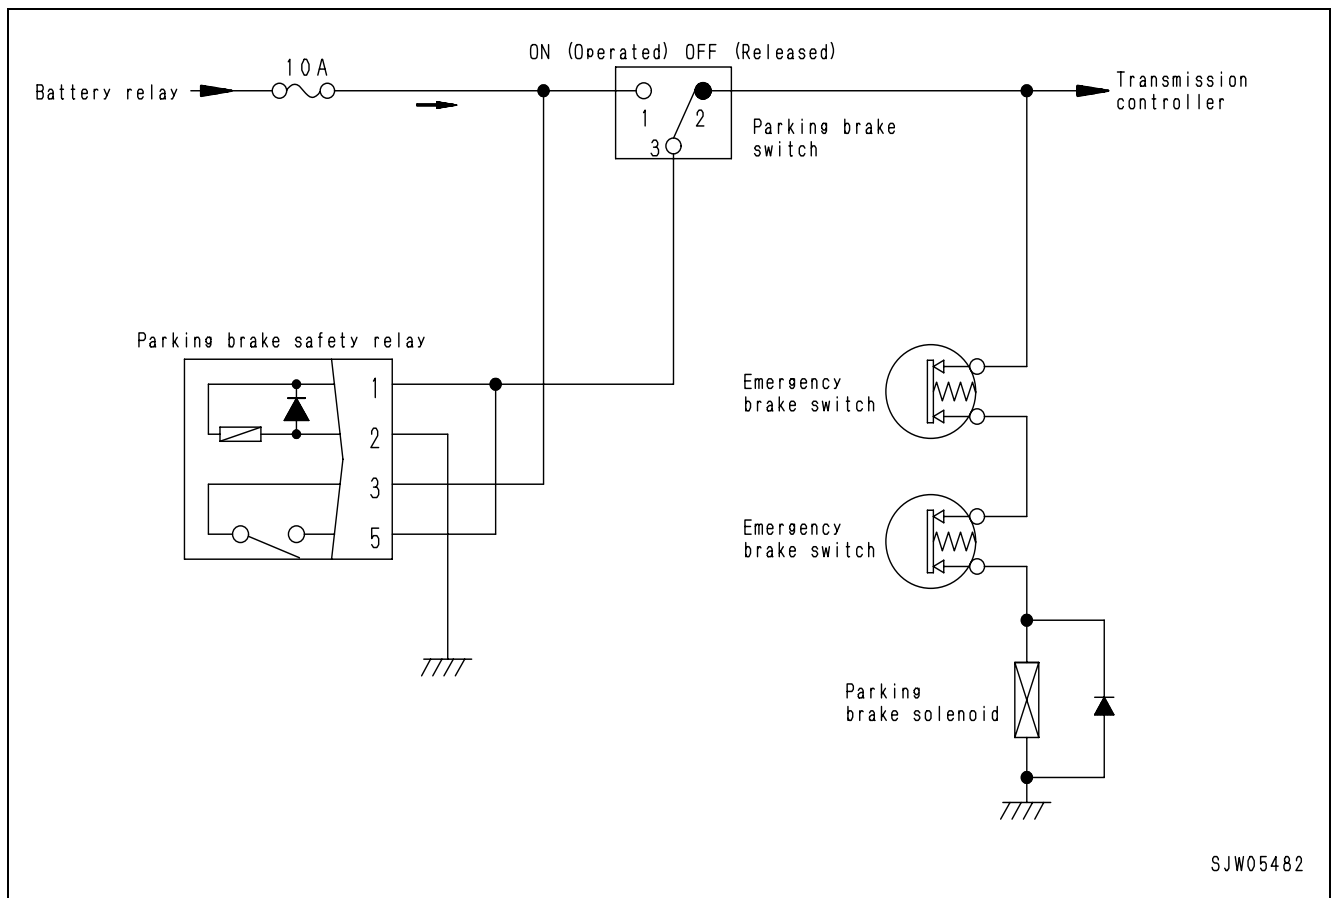 ON (Operated) OFF (Released)
10A
Battery relay
Transmission
controller
1
2
3
Parking brake
switch
Parking brake safety relay
1
2
3
5
Emergency
brake switch
Emergency
brake switch
Parking
brake solenoid
SJW05482